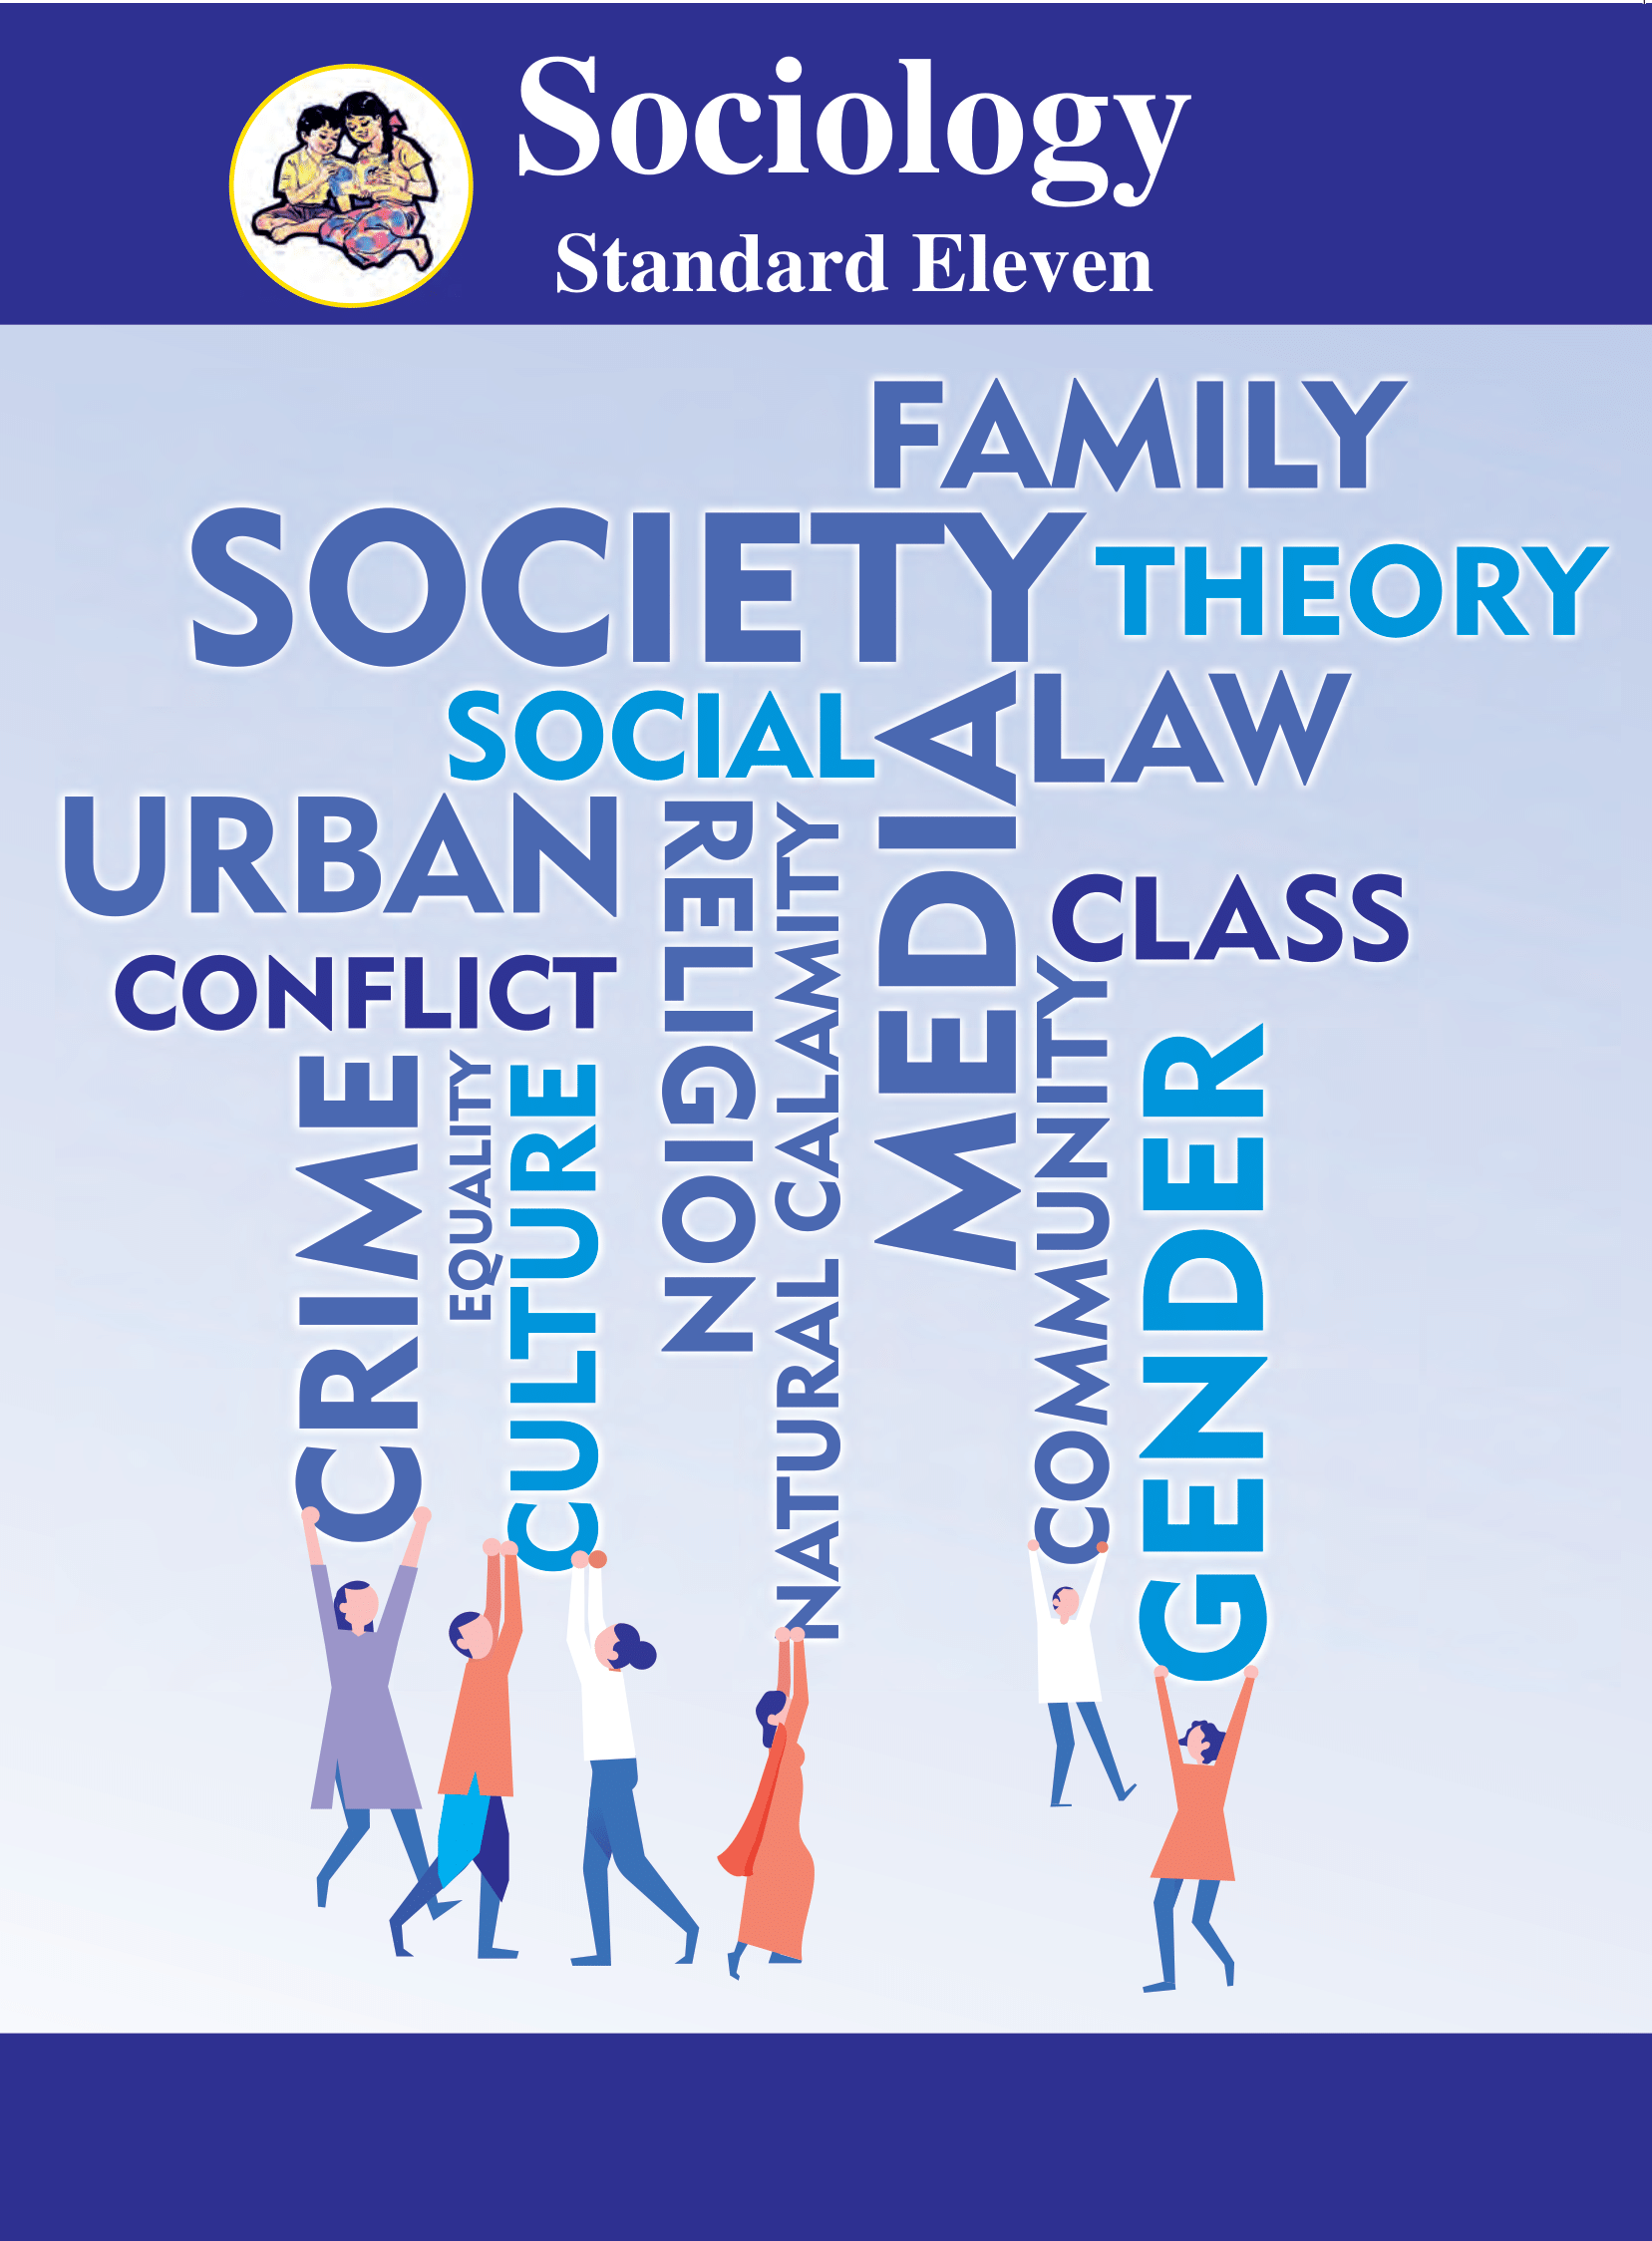 Sociology
Standard Eleven
FAMILY
SOCIETY
THEORY
SOCIAL
LAW
URBAN
RELIGION
NATURAL CALAMITY
MEDIA
CLASS
CONFLICT
COMMUNITY
CRIME
EQUALITY
CULTURE
GENDER